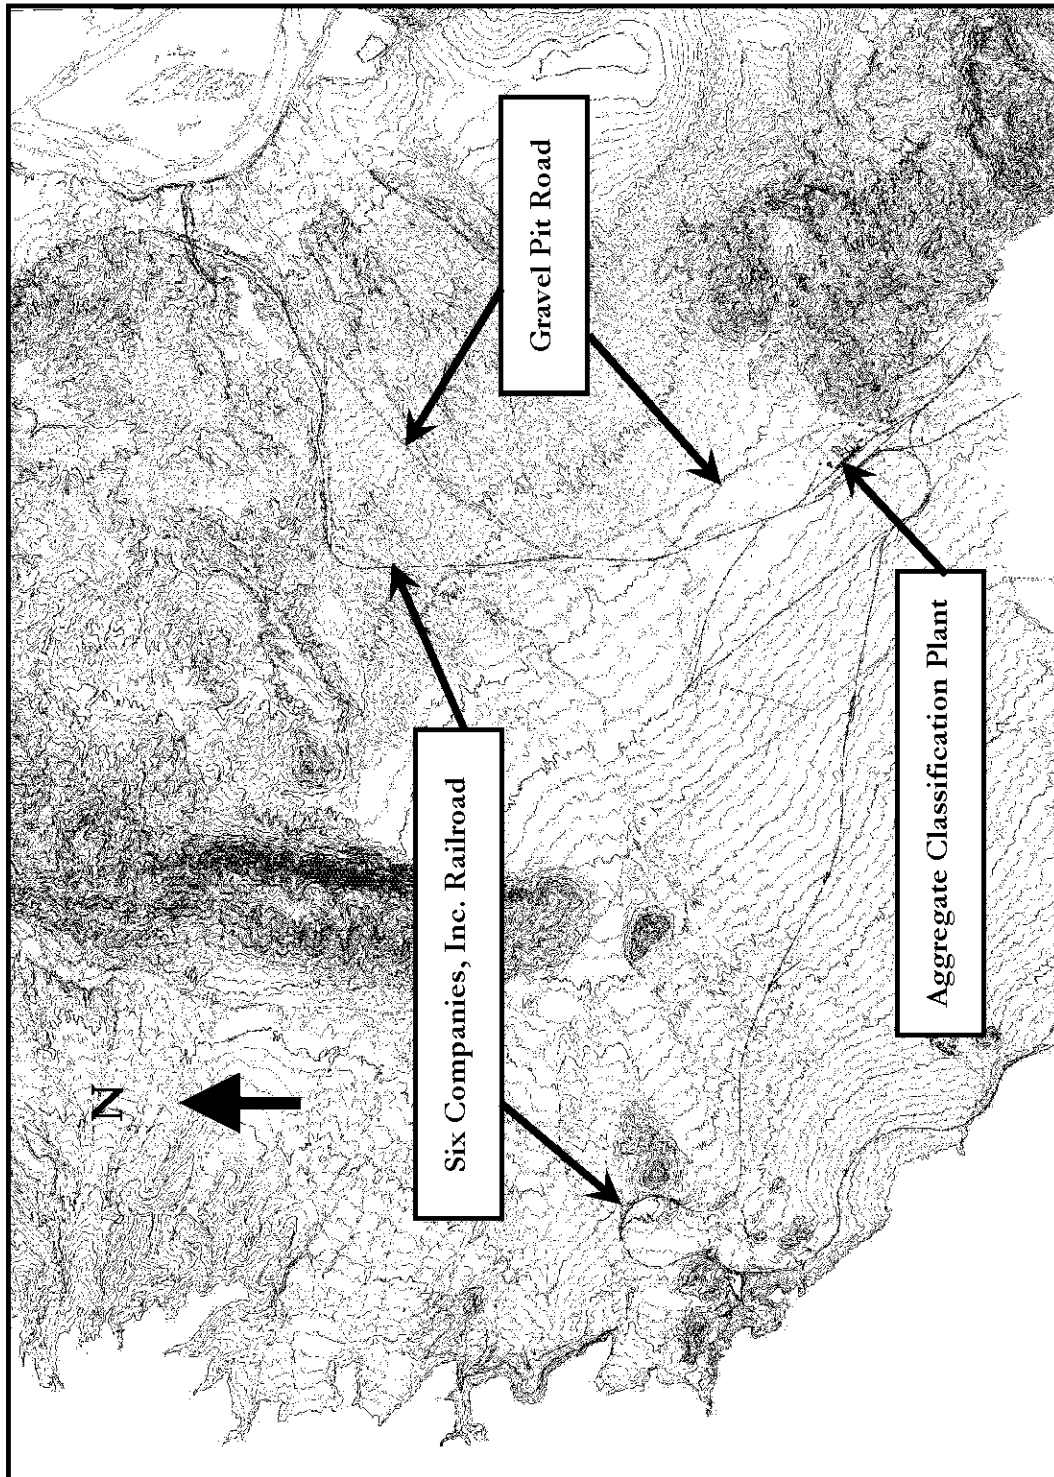 N
Six Companies, Inc. Railroad
Gravel Pit Road
Aggregate Classification Plant